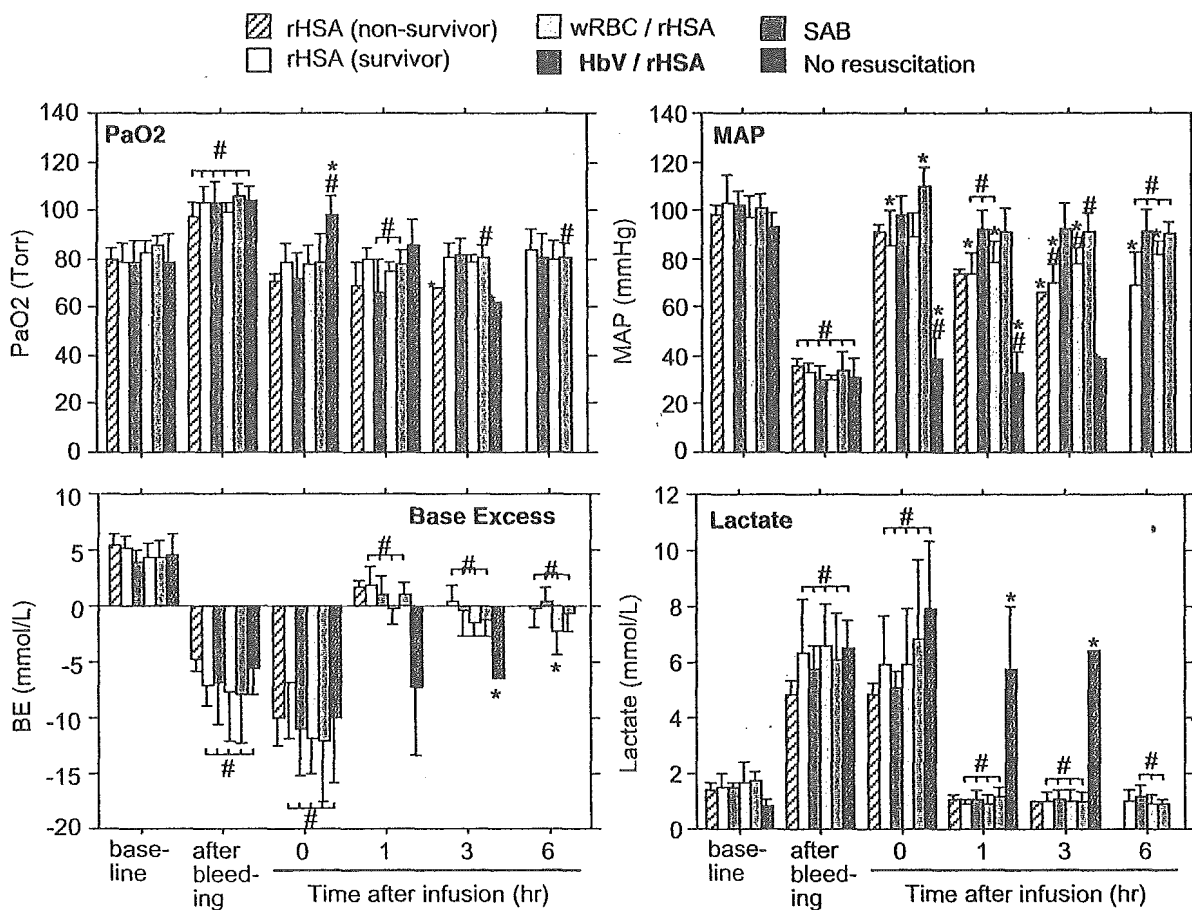 rHSA (non-survivor) wRBC / rHSA SAB
rHSA (survivor) HbV / rHSA No resuscitation
PaO2
PaO2 (Torr)
140
120
100
80
60
40
20
0
#
*
#
#
*
#
#
MAP
MAP (mmHg)
140
120
100
80
60
40
20
0
#
*
*
*
#
#
*
*
*
#
*
*
#
*
#
#
#
*
*
Base Excess
BE (mmol/L)
10
5
0
-5
-10
-15
-20
#
#
#
#
*
#
*
base-
line
after
bleed-
ing
0 1 3 6
Time after infusion (hr)
Lactate
Lactate (mmol/L)
12
10
8
6
4
2
0
#
#
#
*
#
*
#
base-
line
after
bleed-
ing
0 1 3 6
Time after infusion (hr)